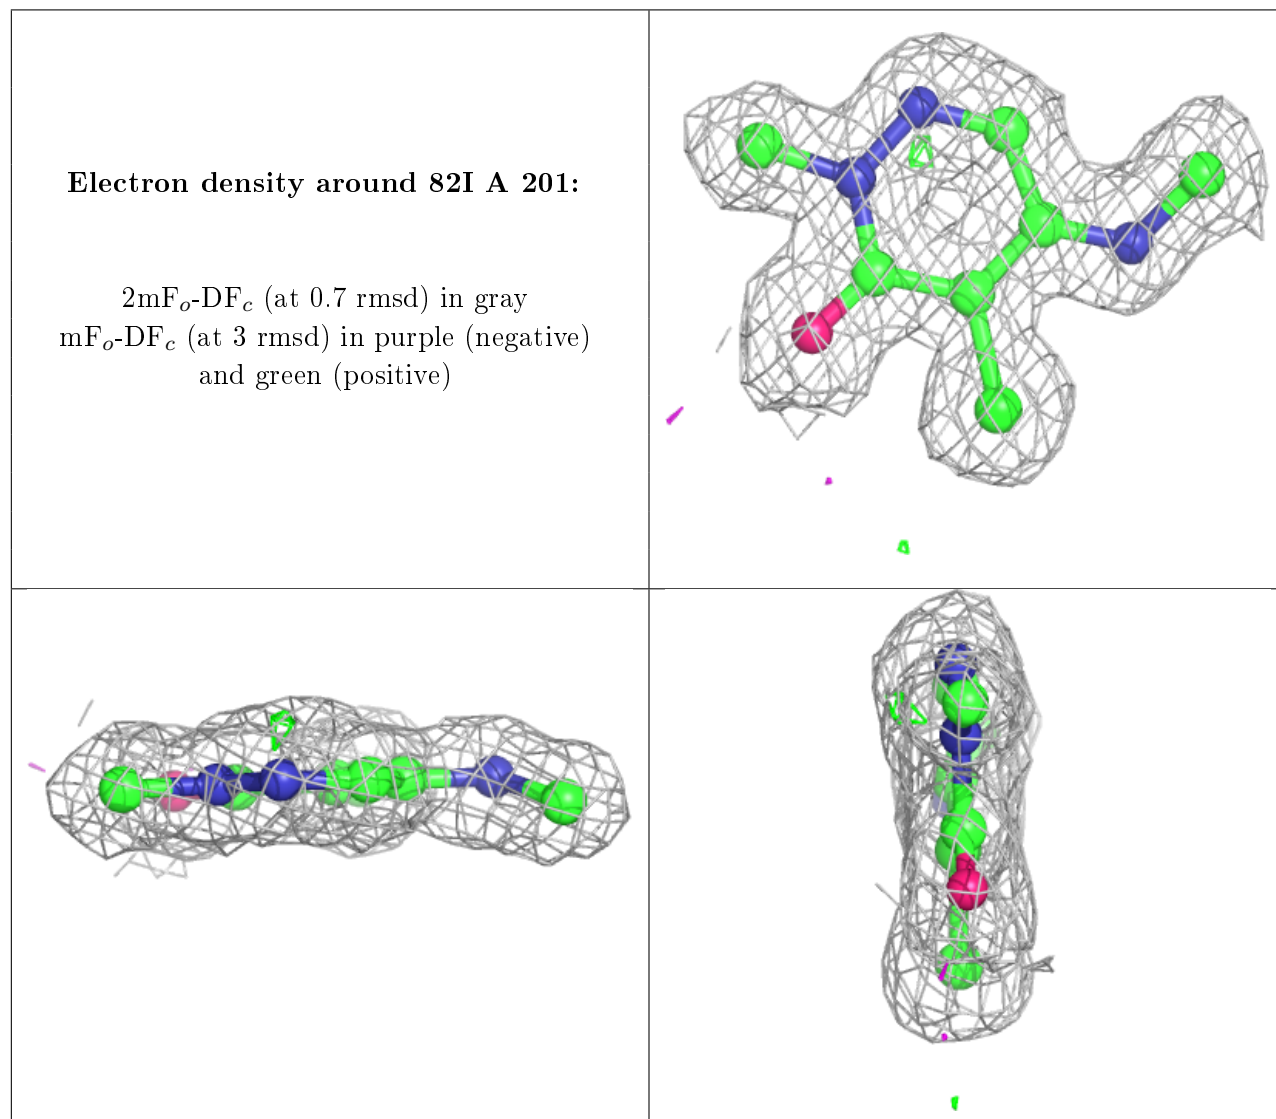 Electron density around 82I A 201:
2mFo-DFc (at 0.7 rmsd) in gray
mFo-DFc (at 3 rmsd) in purple (negative)
and green (positive)